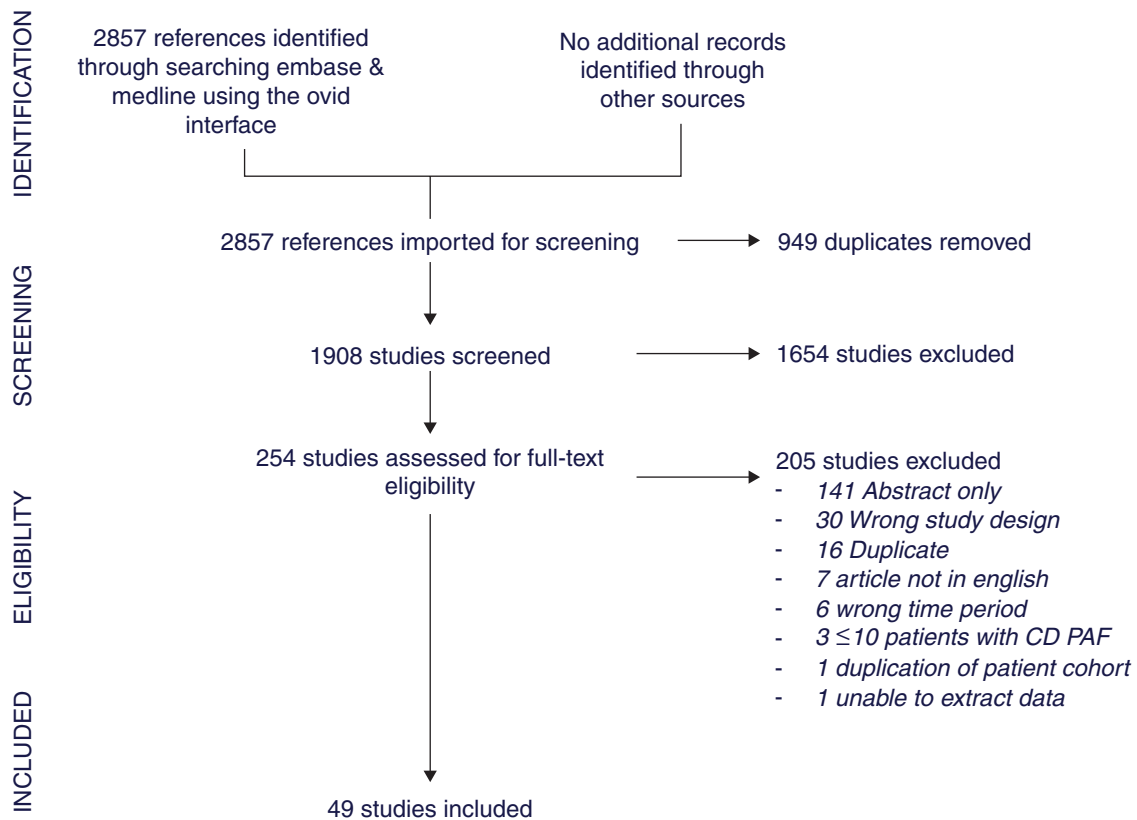 IDENTIFICATION
2857 references identified
through searching embase &
medline using the ovid
interface
No additional records
identified through
other sources
2857 references imported for screening
949 duplicates removed
SCREENING
1908 studies screened
1654 studies excluded
ELIGIBILITY
254 studies assessed for full-text
eligibility
205 studies excluded
- 141 Abstract only
- 30 Wrong study design
- 16 Duplicate
- 7 article not in english
- 6 wrong time period
- 3 ≤10 patients with CD PAF
- 1 duplication of patient cohort
- 1 unable to extract data
INCLUDED
49 studies included